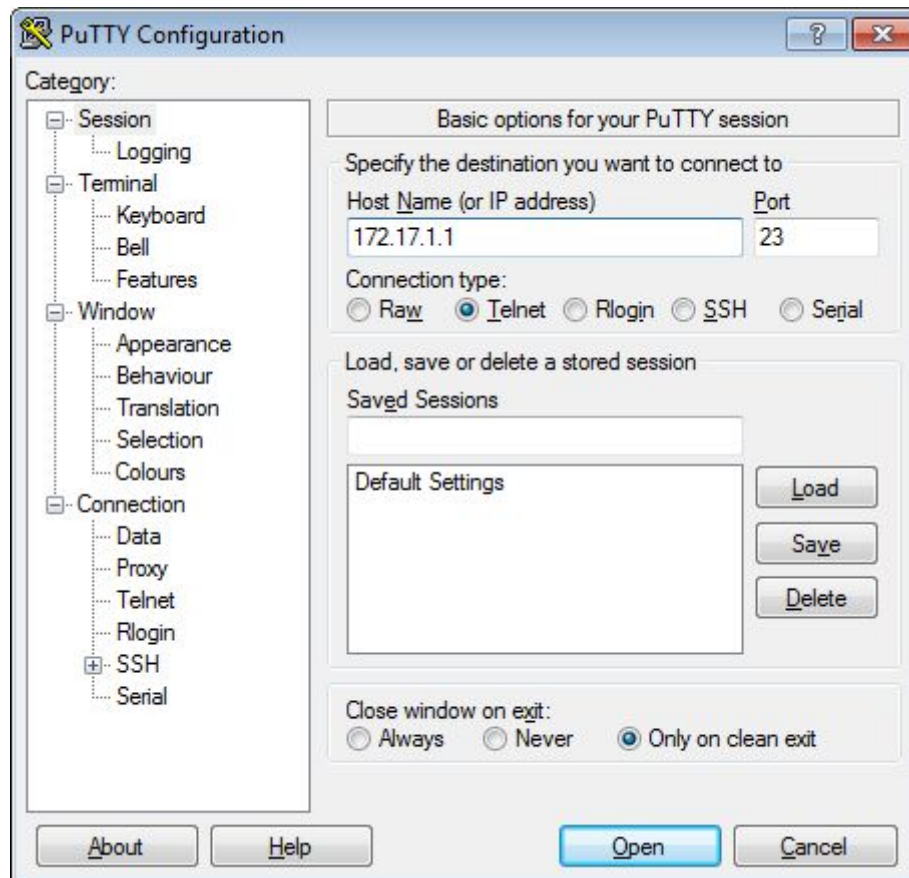 PuTTY Configuration
?
Category:
Session
Logging
Terminal
Keyboard
Bell
Features
Window
Appearance
Behaviour
Translation
Selection
Colours
Connection
Data
Proxy
Telnet
Rlogin
SSH
Serial
Basic options for your PuTTY session
Specify the destination you want to connect to
Host Name (or IP address) Port
172.17.1.1 23
Connection type:
Raw Telnet Rlogin SSH Serial
Load, save or delete a stored session
Saved Sessions
Default Settings
Load
Save
Delete
Close window on exit:
Always Never Only on clean exit
About Help Open Cancel